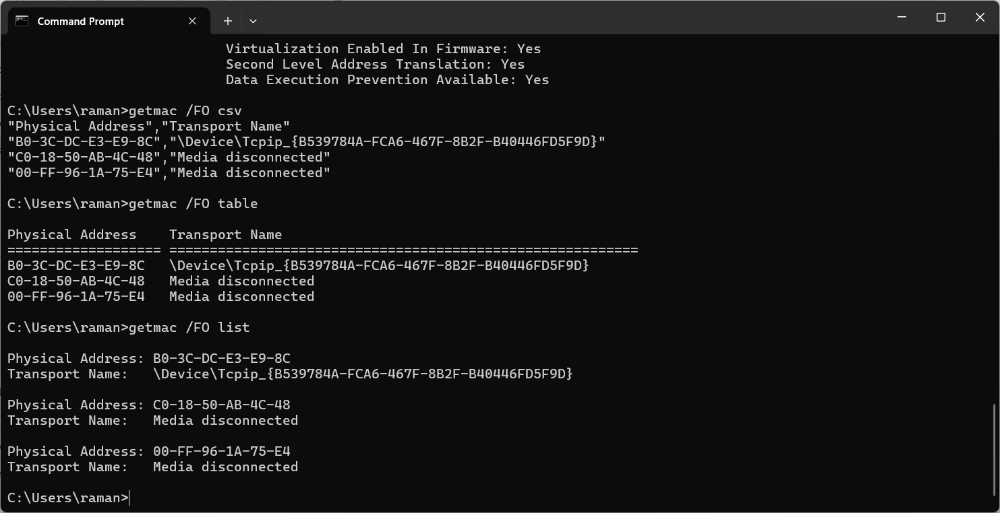 Command Prompt
Virtualization Enabled In Firmware: Yes
Second Level Address Translation: Yes
Data Execution Prevention Available: Yes
C:\Users\raman>getmac /FO csv
"Physical Address","Transport Name"
"B0-3C-DC-E3-E9-8C","\Device\Tcpip_{B539784A-FCA6-467F-8B2F-B40446FD5F9D}"
"C0-18-50-AB-4C-48","Media disconnected"
"00-FF-96-1A-75-E4","Media disconnected"
C:\Users\raman>getmac /FO table
Physical Address    Transport Name
=================== ==========================================================
B0-3C-DC-E3-E9-8C   \Device\Tcpip_{B539784A-FCA6-467F-8B2F-B40446FD5F9D}
C0-18-50-AB-4C-48   Media disconnected
00-FF-96-1A-75-E4   Media disconnected
C:\Users\raman>getmac /FO list
Physical Address: B0-3C-DC-E3-E9-8C
Transport Name:   \Device\Tcpip_{B539784A-FCA6-467F-8B2F-B40446FD5F9D}
Physical Address: C0-18-50-AB-4C-48
Transport Name:   Media disconnected
Physical Address: 00-FF-96-1A-75-E4
Transport Name:   Media disconnected
C:\Users\raman>